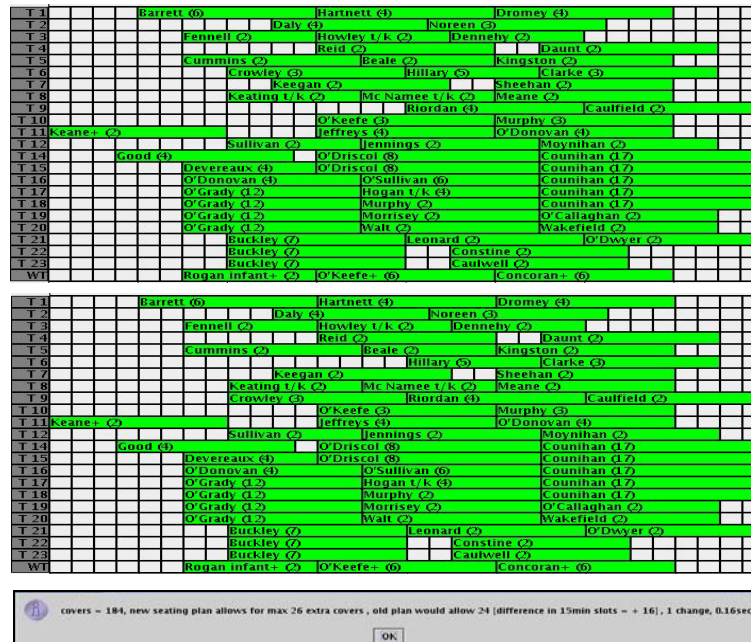 T 1 Barrett (6) Hartnett (4) Dromey (4)
T 2 Daly (4) Noreen (3)
T 3 Fennell (2) Howley t/k (2) Dennehy (2)
T 4 Reid (2) Daunt (2)
T 5 Cummins (2) Beale (2) Kingston (2)
T 6 Crowley (3) Hillary (5) Clarke (3)
T 7 Keegan (2) Sheehan (2)
T 8 Keating t/k (2) Mc Namee t/k (2) Meane (2)
T 9 Riordan (4) Caulfield (2)
T 10 O'Keefe (3) Murphy (3)
T 11 Keane+ (2) Jeffreys (4) O'Donovan (4)
T 12 Sullivan (2) Jennings (2) Moynihan (2)
T 14 Good (4) O'Driscol (8) Counihan (17)
T 15 Devereaux (4) O'Driscol (8) Counihan (17)
T 16 O'Donovan (4) O'Sullivan (6) Counihan (17)
T 17 O'Grady (12) Hogan t/k (4) Counihan (17)
T 18 O'Grady (12) Murphy (2) Counihan (17)
T 19 O'Grady (12) Morrisey (2) O'Callaghan (2)
T 20 O'Grady (12) Walt (2) Wakefield (2)
T 21 Buckley (7) Leonard (2) O'Dwyer (2)
T 22 Buckley (7) Constine (2)
T 23 Buckley (7) Caulwell (2)
WT Rogan infant+ (2) O'Keefe+ (6) Concoran+ (6)
T 1 Barrett (6) Hartnett (4) Dromey (4)
T 2 Daly (4) Noreen (3)
T 3 Fennell (2) Howley t/k (2) Dennehy (2)
T 4 Reid (2) Daunt (2)
T 5 Cummins (2) Beale (2) Kingston (2)
T 6 Hillary (5) Clarke (3)
T 7 Keegan (2) Sheehan (2)
T 8 Keating t/k (2) Mc Namee t/k (2) Meane (2)
T 9 Crowley (3) Riordan (4) Caulfield (2)
T 10 O'Keefe (3) Murphy (3)
T 11 Keane+ (2) Jeffreys (4) O'Donovan (4)
T 12 Sullivan (2) Jennings (2) Moynihan (2)
T 14 Good (4) O'Driscol (8) Counihan (17)
T 15 Devereaux (4) O'Driscol (8) Counihan (17)
T 16 O'Donovan (4) O'Sullivan (6) Counihan (17)
T 17 O'Grady (12) Hogan t/k (4) Counihan (17)
T 18 O'Grady (12) Murphy (2) Counihan (17)
T 19 O'Grady (12) Morrisey (2) O'Callaghan (2)
T 20 O'Grady (12) Walt (2) Wakefield (2)
T 21 Buckley (7) Leonard (2) O'Dwyer (2)
T 22 Buckley (7) Constine (2)
T 23 Buckley (7) Caulwell (2)
WT Rogan infant+ (2) O'Keefe+ (6) Concoran+ (6)
covers = 184, new seating plan allows for max 26 extra covers , old plan would allow 24 [difference in 15min slots = + 16] , 1 change, 0.16sec
OK